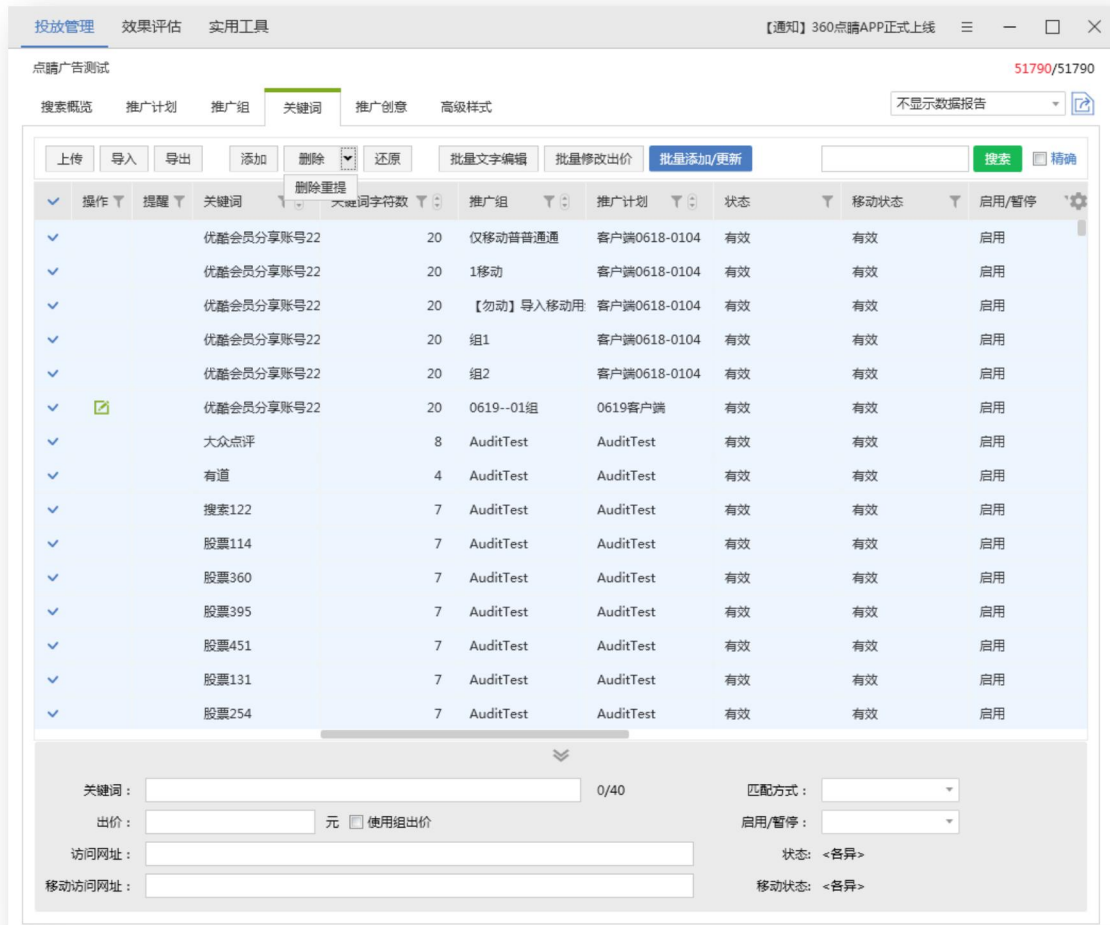 投放管理 效果评估 实用工具 【通知】360点睛APP正式上线
点睛广告测试 51790/51790
搜索概览 推广计划 推广组 关键词 推广创意 高级样式 不显示数据报告
上传 导入 导出 添加 删除 还原 批量文字编辑 批量修改出价 批量添加/更新 搜索 精确
删除重提
操作 提醒 关键词 关键词字符数 推广组 推广计划 状态 移动状态 启用/暂停
优酷会员分享账号22 20 仅移动普普通通 客户端0618-0104 有效 有效 启用
优酷会员分享账号22 20 1移动 客户端0618-0104 有效 有效 启用
优酷会员分享账号22 20 【勿动】导入移动用 客户端0618-0104 有效 有效 启用
优酷会员分享账号22 20 组1 客户端0618-0104 有效 有效 启用
优酷会员分享账号22 20 组2 客户端0618-0104 有效 有效 启用
优酷会员分享账号22 20 0619--01组 0619客户端 有效 有效 启用
大众点评 8 AuditTest AuditTest 有效 有效 启用
有道 4 AuditTest AuditTest 有效 有效 启用
搜索122 7 AuditTest AuditTest 有效 有效 启用
股票114 7 AuditTest AuditTest 有效 有效 启用
股票360 7 AuditTest AuditTest 有效 有效 启用
股票395 7 AuditTest AuditTest 有效 有效 启用
股票451 7 AuditTest AuditTest 有效 有效 启用
股票131 7 AuditTest AuditTest 有效 有效 启用
股票254 7 AuditTest AuditTest 有效 有效 启用
关键词： 0/40 匹配方式：
出价： 元 使用组出价 启用/暂停：
访问网址： 状态: <各异>
移动访问网址： 移动状态: <各异>